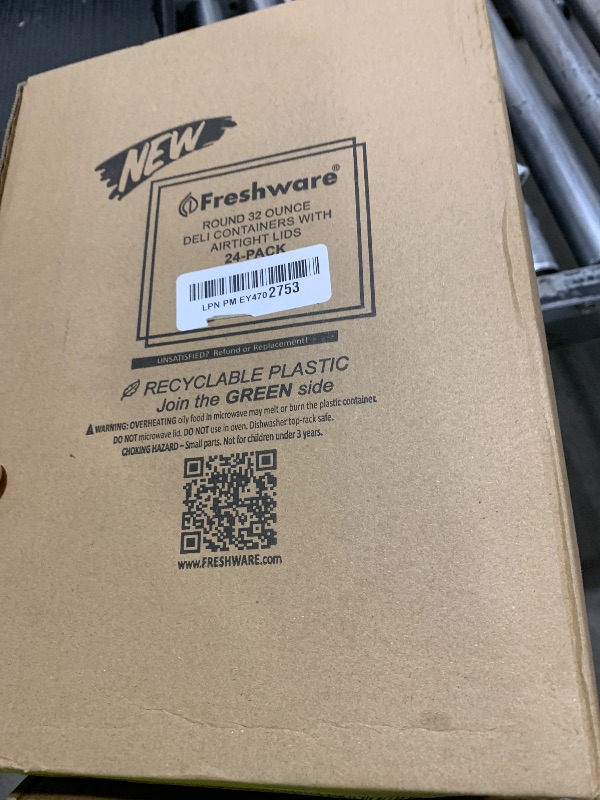 NEW
Freshware®
ROUND 32 OUNCE
DELI CONTAINERS WITH
AIRTIGHT LIDS
24-PACK
LPN PM EY4702753
UNSATISFIED? Refund or Replacement!
RECYCLABLE PLASTIC
Join the GREEN side
WARNING: OVERHEATING oily food in microwave may melt or burn the plastic container.
DO NOT microwave lid. DO NOT use in oven. Dishwasher top-rack safe.
CHOKING HAZARD – Small parts. Not for children under 3 years.
www.FRESHWARE.com